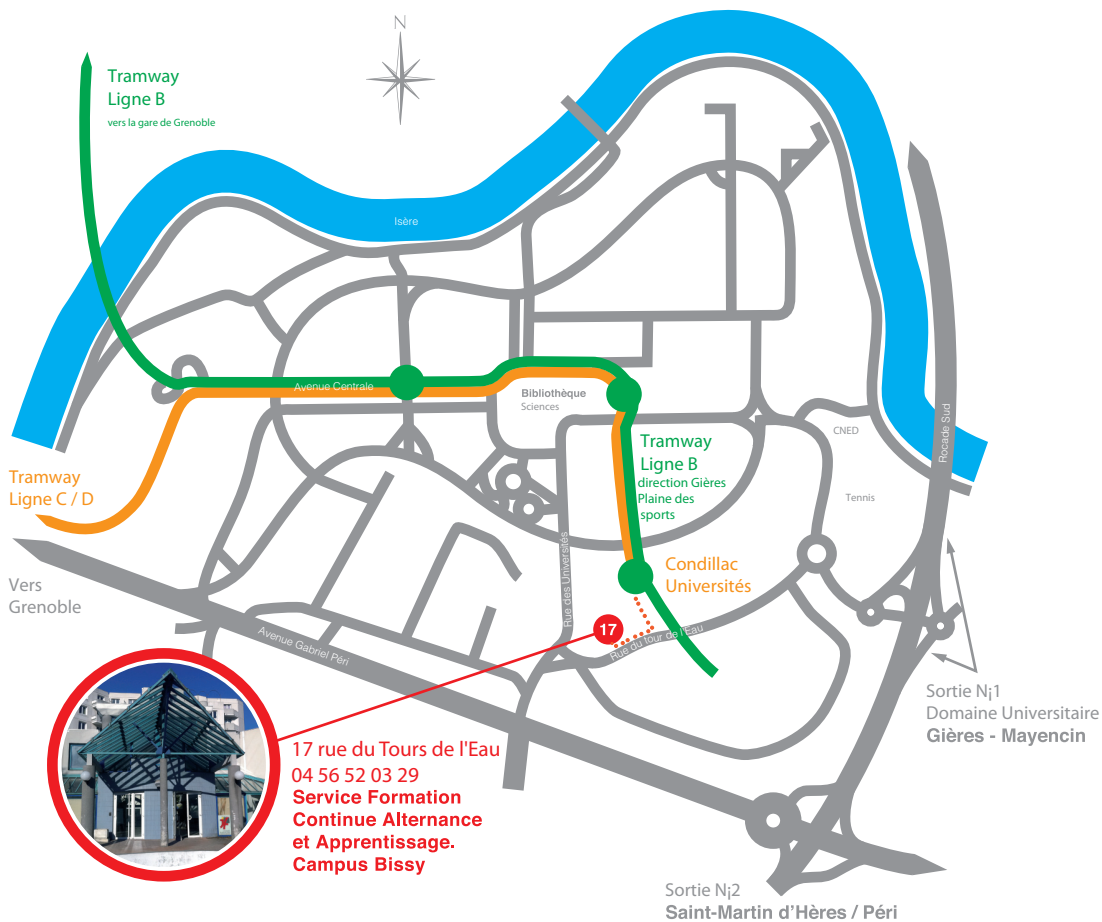 N
Tramway
Ligne B
vers la gare de Grenoble
Isère
Avenue Centrale
Bibliothèque
Sciences
CNED
Rocade Sud
Tramway
Ligne B
direction Gières
Plaine des
sports
Tennis
Tramway
Ligne C / D
Condillac
Universités
Vers
Grenoble
Rue des Universités
17
Rue du tour de l'Eau
Avenue Gabriel Péri
Sortie N¡1
Domaine Universitaire
Gières - Mayencin
17 rue du Tours de l'Eau
04 56 52 03 29
Service Formation
Continue Alternance
et Apprentissage.
Campus Bissy
Sortie N¡2
Saint-Martin d'Hères / Péri